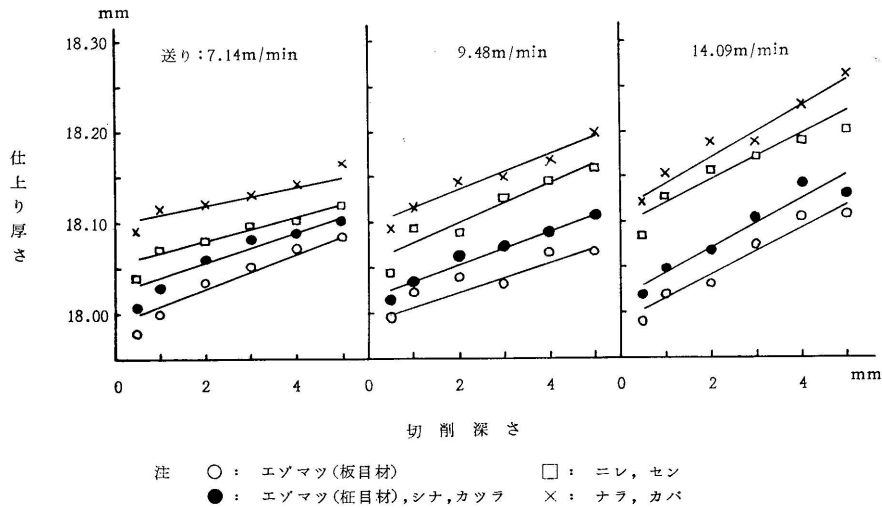 mm
18.30
送り:7.14m/min
9.48m/min
14.09m/min
18.20
仕上り厚さ
18.10
18.00
0 2 4 0 2 4 0 2 4 mm
切削深さ
注 ○: エゾマツ(板目材) □: ニレ,セン
●: エゾマツ(柾目材),シナ,カツラ ×: ナラ,カバ